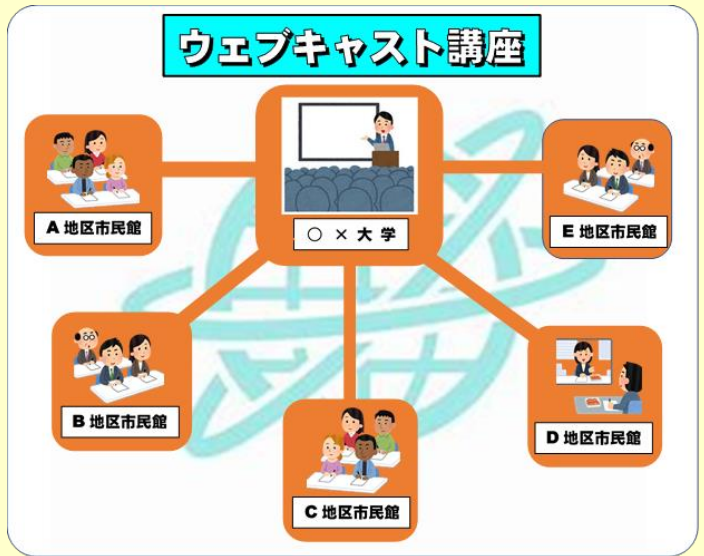 ウェブキャスト講座
○ × 大 学
A 地区市民館
E 地区市民館
B 地区市民館
D 地区市民館
C 地区市民館